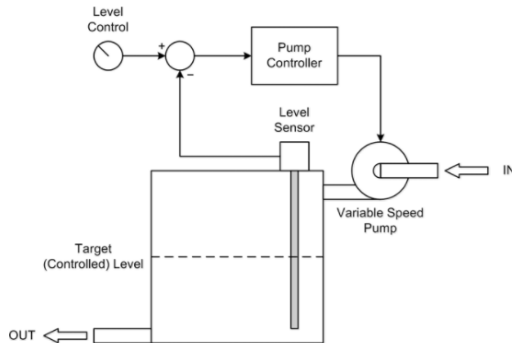 Level
Control
+
−
Pump
Controller
Level
Sensor
IN
Variable Speed
Pump
Target
(Controlled) Level
OUT